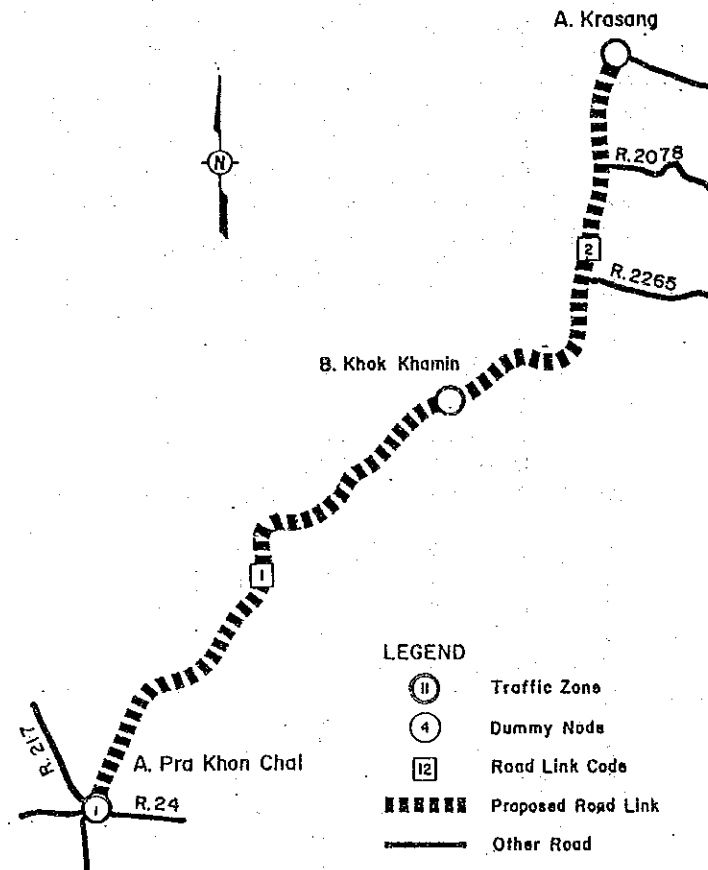 A. Krasang
N
R.2078
2
R.2265
B. Khok Khamin
1
LEGEND
11 Traffic Zone
4 Dummy Node
12 Road Link Code
Proposed Road Link
Other Road
R.217
A. Pra Khon Chai
1
R.24